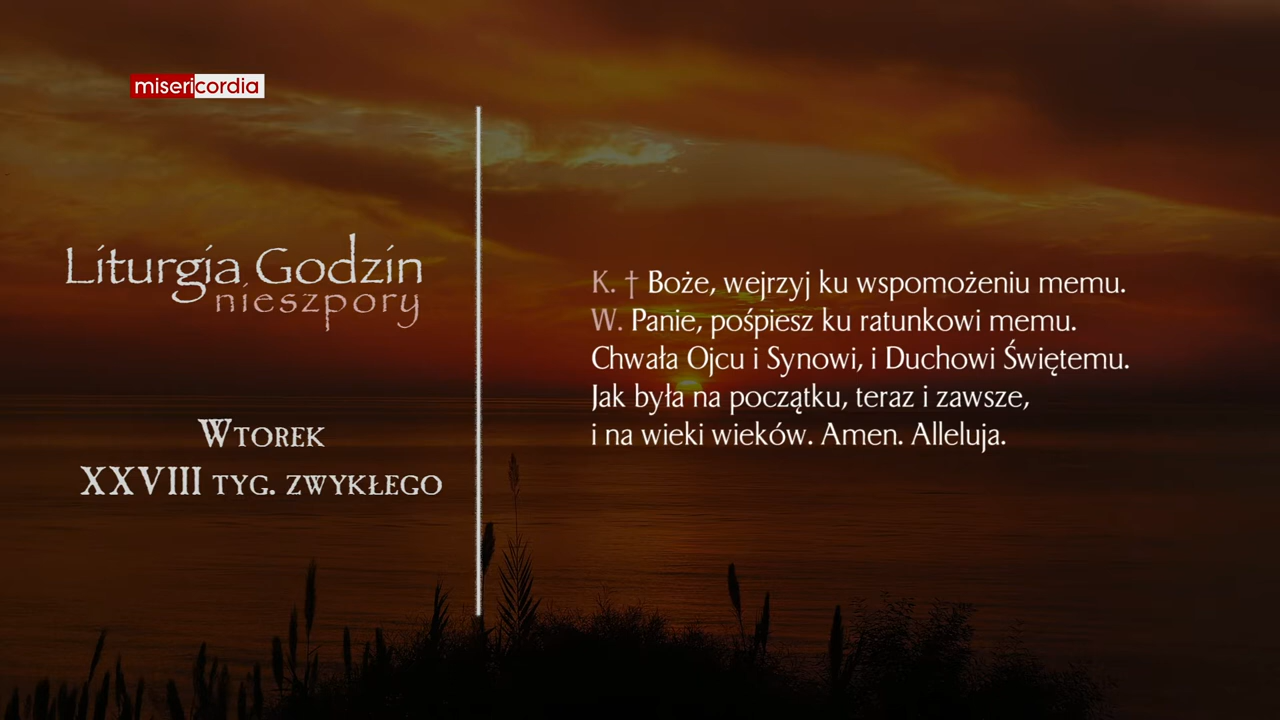 misericordia
Liturgia Godzin
nieszpory
Wtorek
XXVIII tyg. zwykłego
K. † Boże, wejrzyj ku wspomożeniu memu.
W. Panie, pośpiesz ku ratunkowi memu.
Chwała Ojcu i Synowi, i Duchowi Świętemu.
Jak była na początku, teraz i zawsze,
i na wieki wieków. Amen. Alleluja.